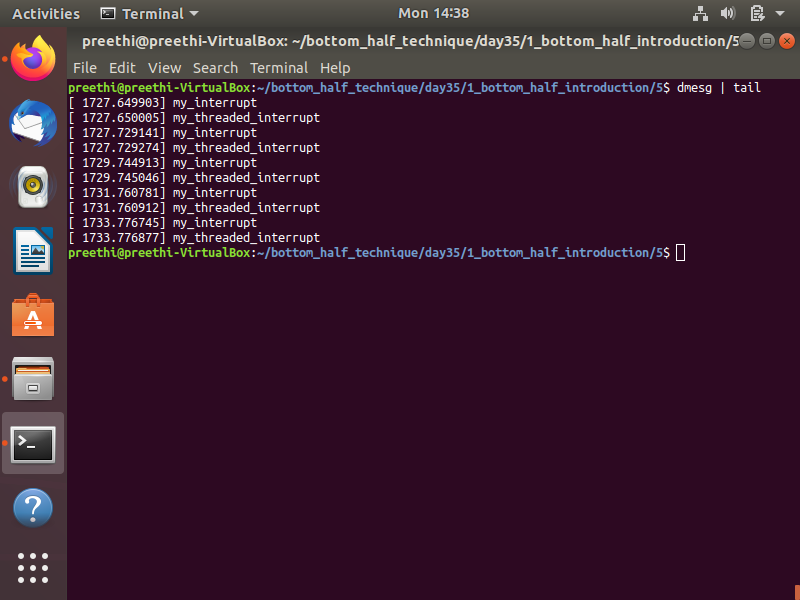 Activities Terminal Mon 14:38
preethi@preethi-VirtualBox: ~/bottom_half_technique/day35/1_bottom_half_introduction/5
File Edit View Search Terminal Help
preethi@preethi-VirtualBox:~/bottom_half_technique/day35/1_bottom_half_introduction/5$ dmesg | tail
[ 1727.649903] my_interrupt
[ 1727.650005] my_threaded_interrupt
[ 1727.729141] my_interrupt
[ 1727.729274] my_threaded_interrupt
[ 1729.744913] my_interrupt
[ 1729.745046] my_threaded_interrupt
[ 1731.760781] my_interrupt
[ 1731.760912] my_threaded_interrupt
[ 1733.776745] my_interrupt
[ 1733.776877] my_threaded_interrupt
preethi@preethi-VirtualBox:~/bottom_half_technique/day35/1_bottom_half_introduction/5$